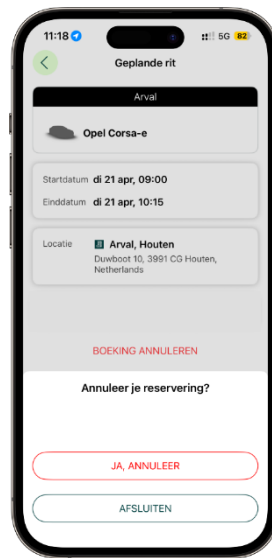 11:18 5G 82
Geplande rit
Arval
Opel Corsa-e
Startdatum di 21 apr, 09:00
Einddatum di 21 apr, 10:15
Locatie Arval, Houten
Duwboot 10, 3991 CG Houten,
Netherlands
BOEKING ANNULEREN
Annuleer je reservering?
JA, ANNULEER
AFSLUITEN